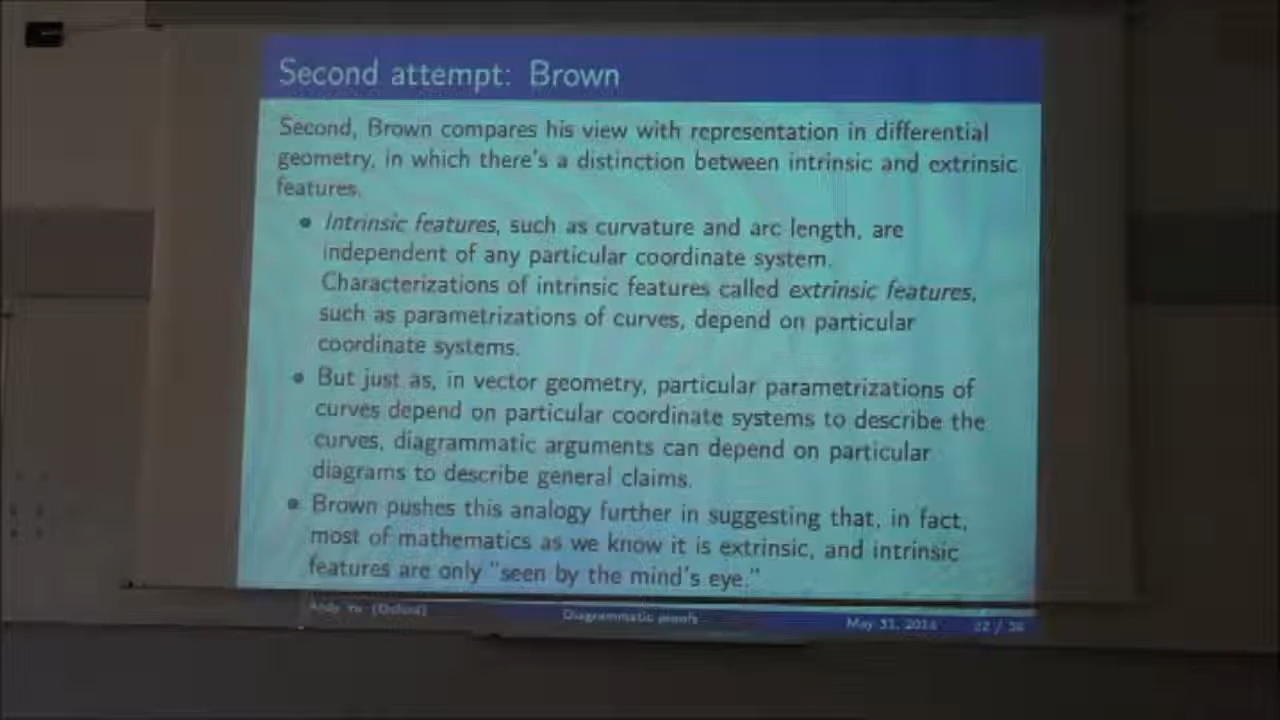 Second attempt: Brown
Second, Brown compares his view with representation in differential
geometry, in which there's a distinction between intrinsic and extrinsic
features.
• Intrinsic features, such as curvature and arc length, are
independent of any particular coordinate system.
Characterizations of intrinsic features called extrinsic features,
such as parametrizations of curves, depend on particular
coordinate systems.
• But just as, in vector geometry, particular parametrizations of
curves depend on particular coordinate systems to describe the
curves, diagrammatic arguments can depend on particular
diagrams to describe general claims.
• Brown pushes this analogy further in suggesting that, in fact,
most of mathematics as we know it is extrinsic, and intrinsic
features are only "seen by the mind's eye."
Andy (Oxford)
Diagrammatic proofs
May 31, 2014